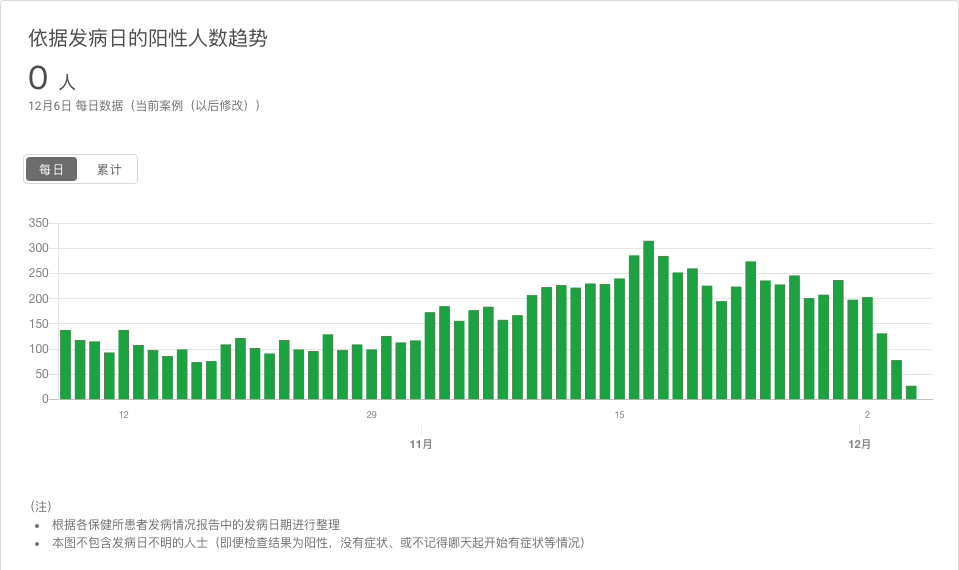 依据发病日的阳性人数趋势
0 人
12月6日 每日数据（当前案例（以后修改））
每日 累计
350
300
250
200
150
100
50
0
12 29 15 2
11月 12月
（注）
• 根据各保健所患者发病情况报告中的发病日期进行整理
• 本图不包含发病日不明的人士（即便检查结果为阳性，没有症状、或不记得哪天起开始有症状等情况）